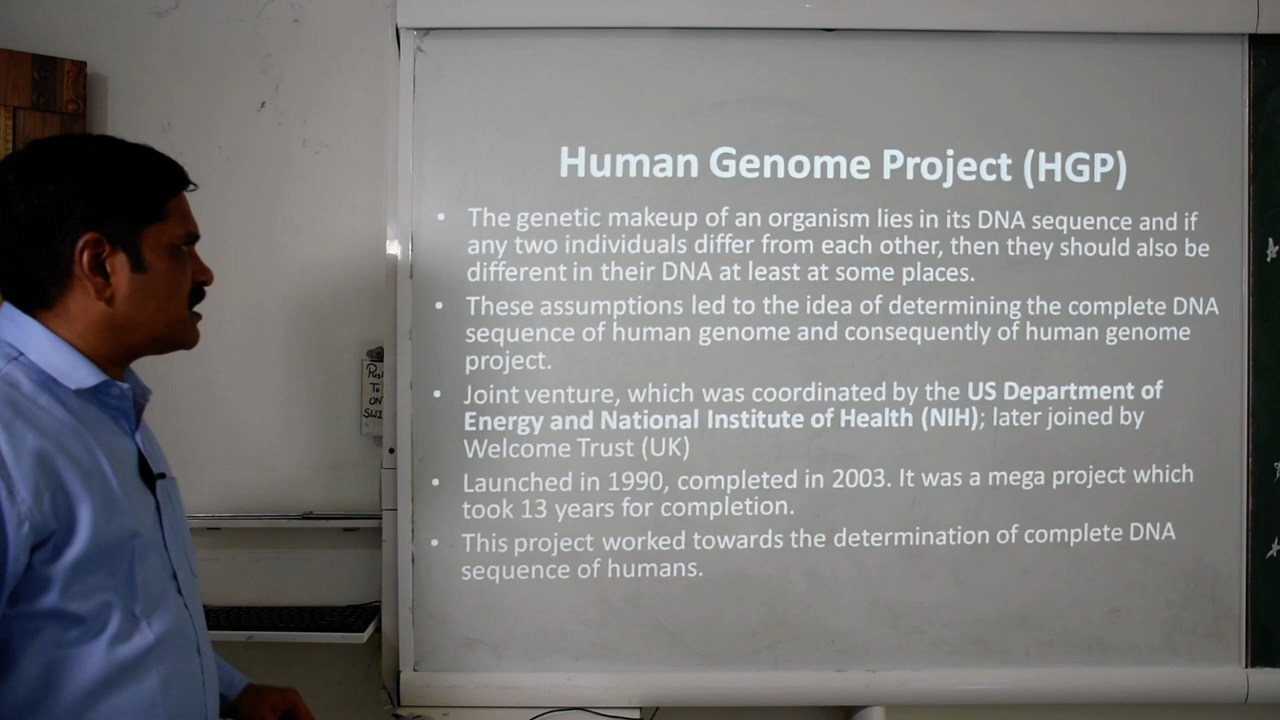 Human Genome Project (HGP)
• The genetic makeup of an organism lies in its DNA sequence and if
any two individuals differ from each other, then they should also be
different in their DNA at least at some places.
• These assumptions led to the idea of determining the complete DNA
sequence of human genome and consequently of human genome
project.
• Joint venture, which was coordinated by the US Department of
Energy and National Institute of Health (NIH); later joined by
Welcome Trust (UK)
• Launched in 1990, completed in 2003. It was a mega project which
took 13 years for completion.
• This project worked towards the determination of complete DNA
sequence of humans.
To
ON